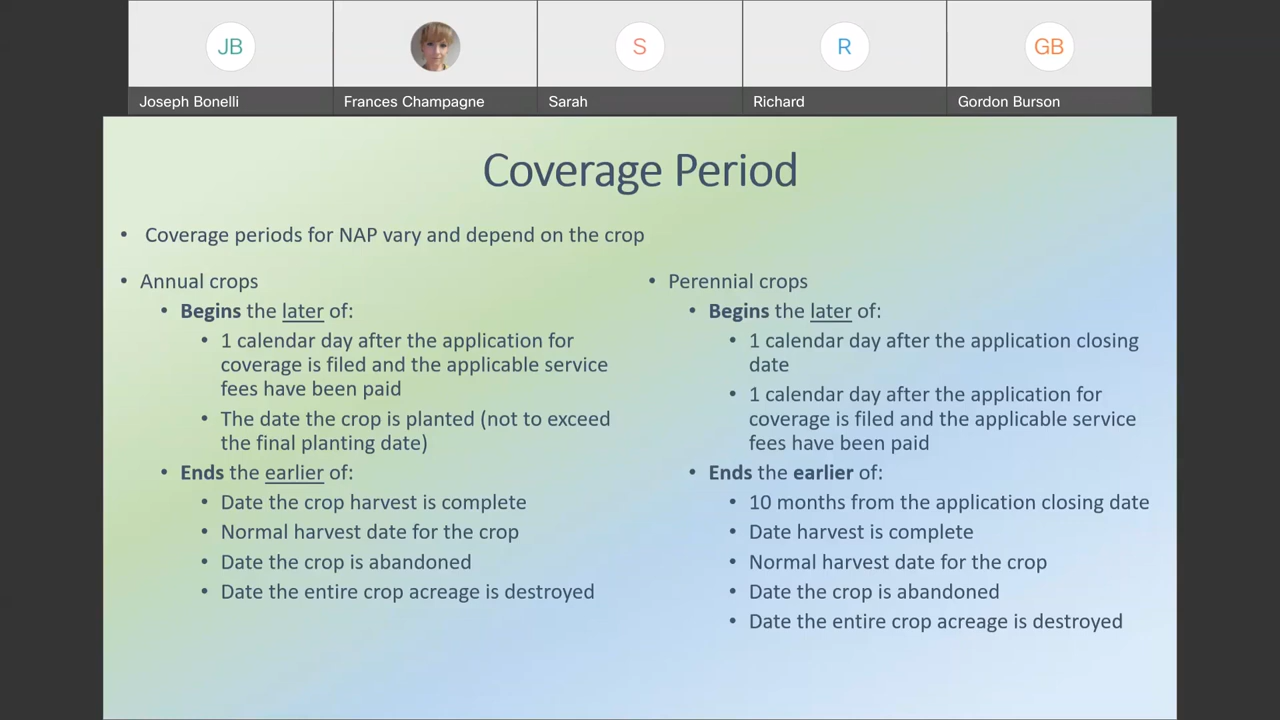 JB
S
R
GB
Joseph Bonelli
Frances Champagne
Sarah
Richard
Gordon Burson
Coverage Period
• Coverage periods for NAP vary and depend on the crop
• Annual crops
• Begins the later of:
• 1 calendar day after the application for
coverage is filed and the applicable service
fees have been paid
• The date the crop is planted (not to exceed
the final planting date)
• Ends the earlier of:
• Date the crop harvest is complete
• Normal harvest date for the crop
• Date the crop is abandoned
• Date the entire crop acreage is destroyed
• Perennial crops
• Begins the later of:
• 1 calendar day after the application closing
date
• 1 calendar day after the application for
coverage is filed and the applicable service
fees have been paid
• Ends the earlier of:
• 10 months from the application closing date
• Date harvest is complete
• Normal harvest date for the crop
• Date the crop is abandoned
• Date the entire crop acreage is destroyed